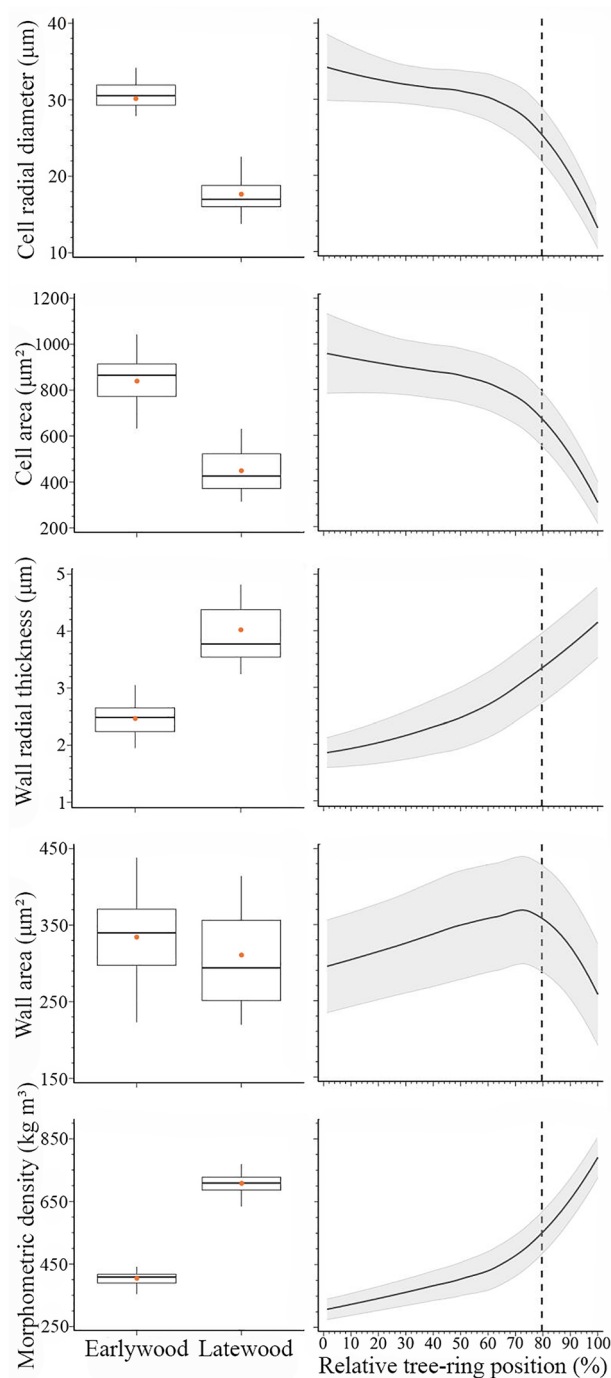 Cell radial diameter (μm)
40
30
20
10
Cell area (μm²)
1200
1000
800
600
400
200
Wall radial thickness (μm)
5
4
3
2
1
Wall area (μm²)
450
350
250
150
Morphometric density (kg m³)
850
650
450
250
Earlywood Latewood
0 10 20 30 40 50 60 70 80 90 100
Relative tree-ring position (%)